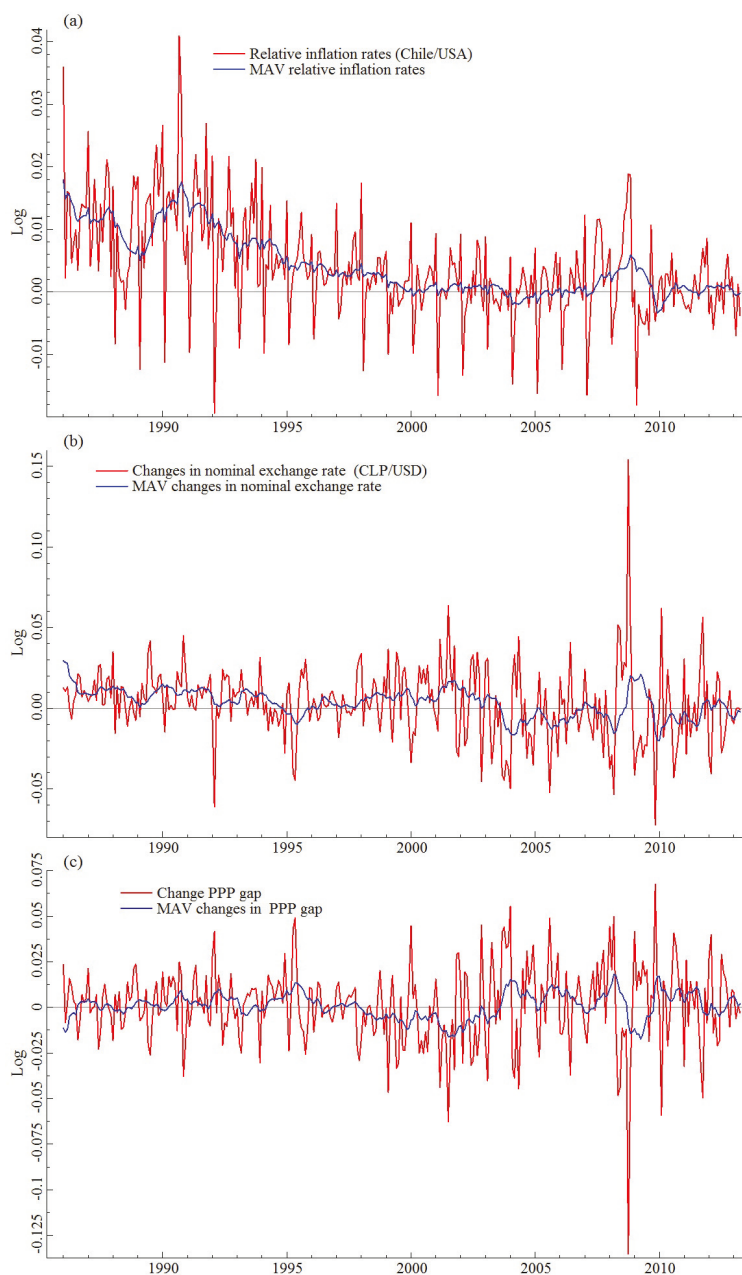 (a)
0.04
Relative inflation rates (Chile/USA)
MAV relative inflation rates
0.03
0.02
0.01
Log
0.00
-0.01
1990 1995 2000 2005 2010
(b)
0.15
Changes in nominal exchange rate (CLP/USD)
MAV changes in nominal exchange rate
0.10
0.05
Log
0.00
-0.05
1990 1995 2000 2005 2010
(c)
0.075
Change PPP gap
MAV changes in PPP gap
0.05
0.025
0
Log
-0.025
-0.05
-0.075
-0.1
-0.125
1990 1995 2000 2005 2010